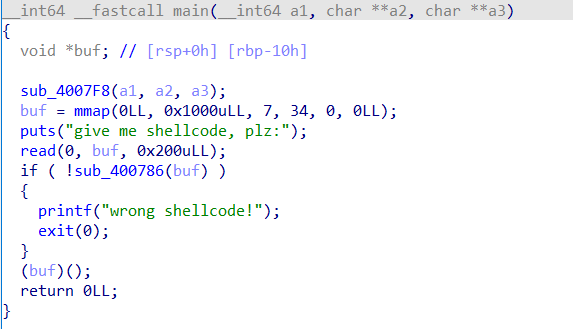 __int64 __fastcall main(__int64 a1, char **a2, char **a3)
{
  void *buf; // [rsp+0h] [rbp-10h]

  sub_4007F8(a1, a2, a3);
  buf = mmap(0LL, 0x1000uLL, 7, 34, 0, 0LL);
  puts("give me shellcode, plz:");
  read(0, buf, 0x200uLL);
  if ( !sub_400786(buf) )
  {
    printf("wrong shellcode!");
    exit(0);
  }
  (buf)();
  return 0LL;
}